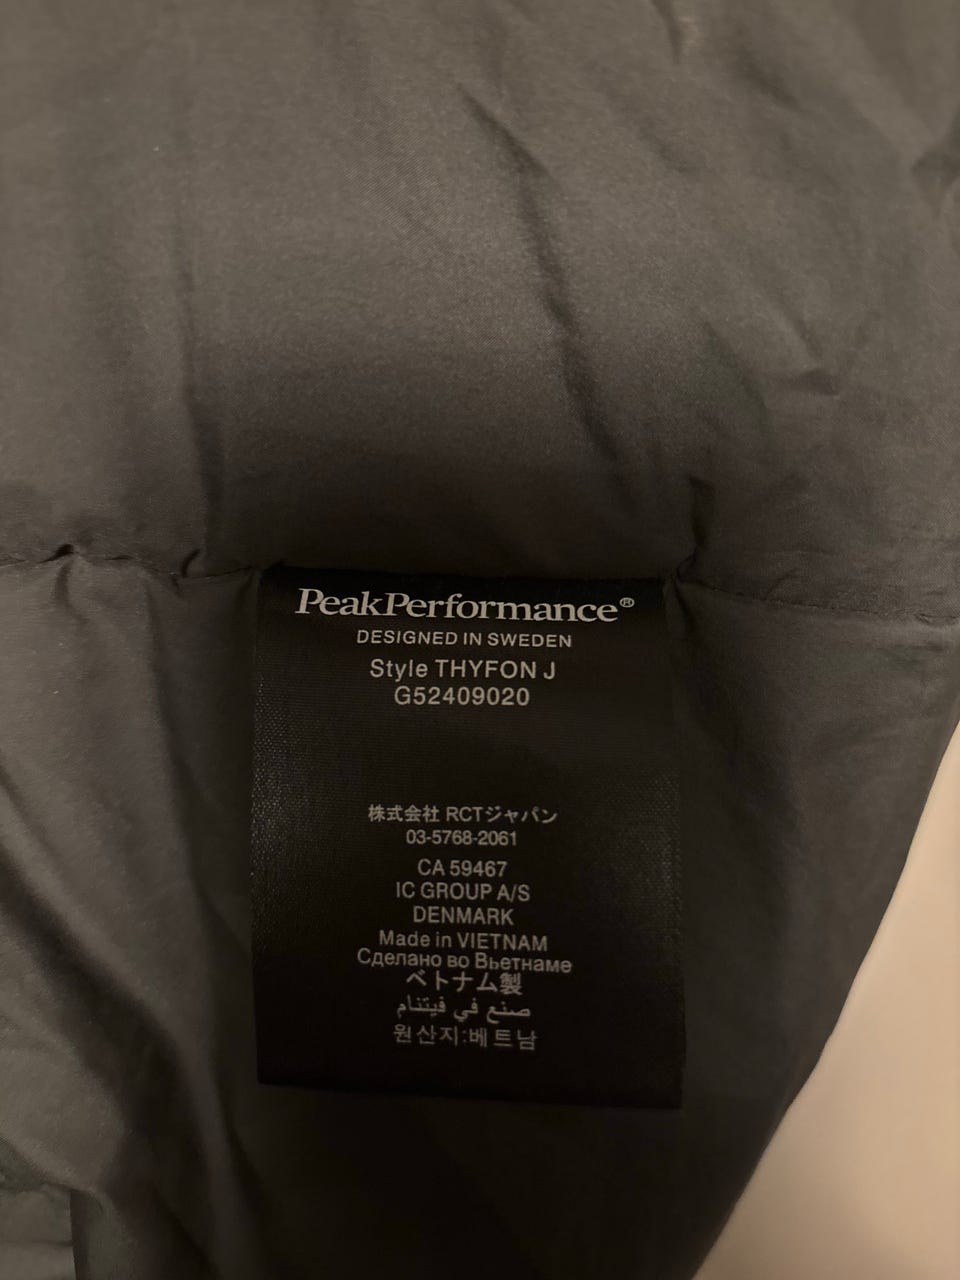 PeakPerformance®
DESIGNED IN SWEDEN
Style THYFON J
G52409020
株式会社 RCTジャパン
03-5768-2061
CA 59467
IC GROUP A/S
DENMARK
Made in VIETNAM
Сделано во Вьетнаме
ベトナム製
صنع في فيتنام
원산지:베트남